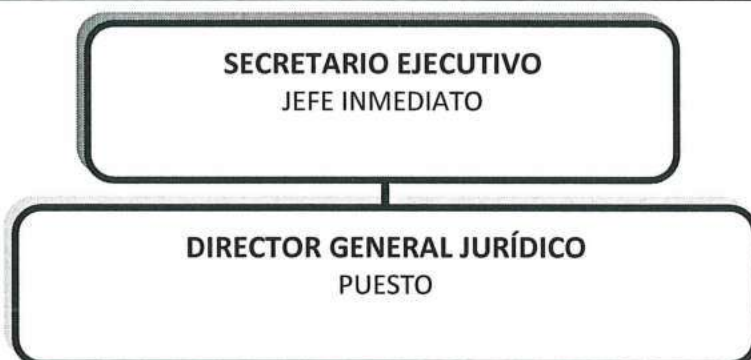 SECRETARIO EJECUTIVO
JEFE INMEDIATO
DIRECTOR GENERAL JURÍDICO
PUESTO